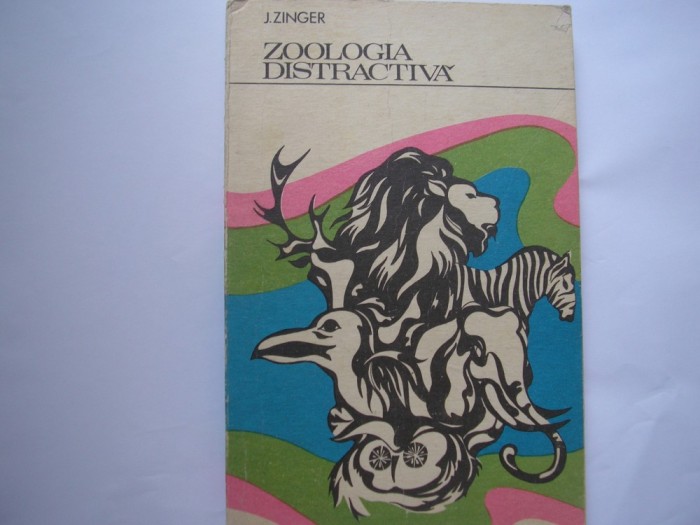 J. ZINGER
ZOOLOGIA
DISTRACTIVĂ